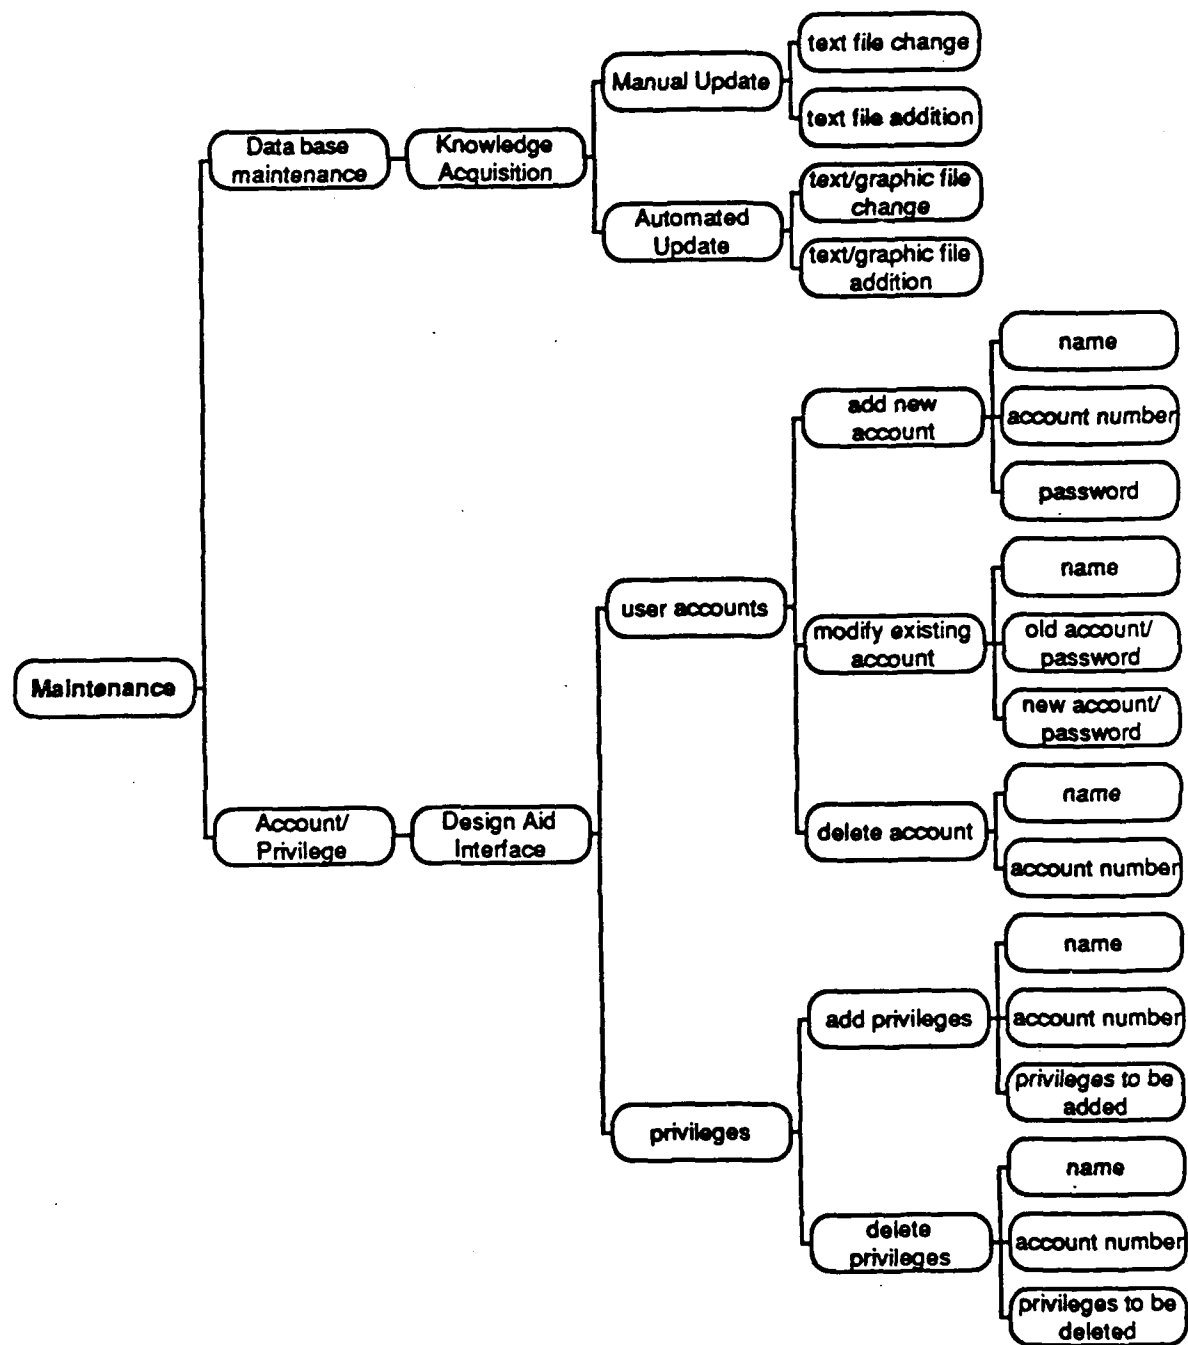 text file change
Manual Update
text file addition
Data base
maintenance
Knowledge
Acquisition
text/graphic file
change
Automated
Update
text/graphic file
addition
name
add new
account
account number
password
name
user accounts
modify existing
account
old account/
password
Maintenance
new account/
password
name
Account/
Privilege
Design Aid
Interface
delete account
account number
name
add privileges
account number
privileges to be
added
privileges
name
delete
privileges
account number
privileges to be
deleted